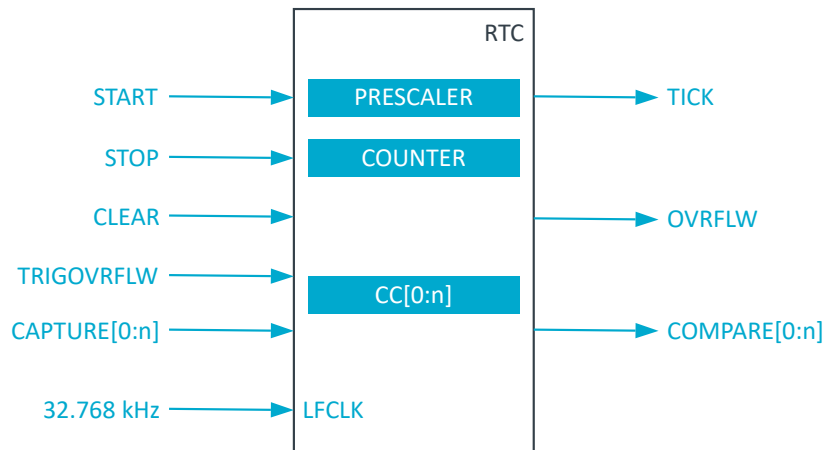 RTC
START
PRESCALER
TICK
STOP
COUNTER
CLEAR
OVRFLW
TRIGOVRFLW
CC[0:n]
CAPTURE[0:n]
COMPARE[0:n]
32.768 kHz
LFCLK